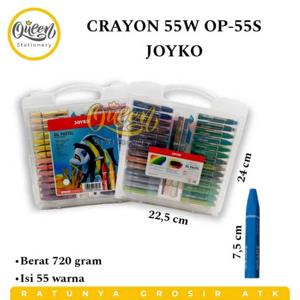 Queen
Stationery
CRAYON 55W OP-55S
JOYKO
JOYKO
OIL PASTEL
JOYKO
OIL PASTEL
24 cm
22,5 cm
7,5 cm
•Berat 720 gram
•Isi 55 warna
RATUNYA GROSIR ATK